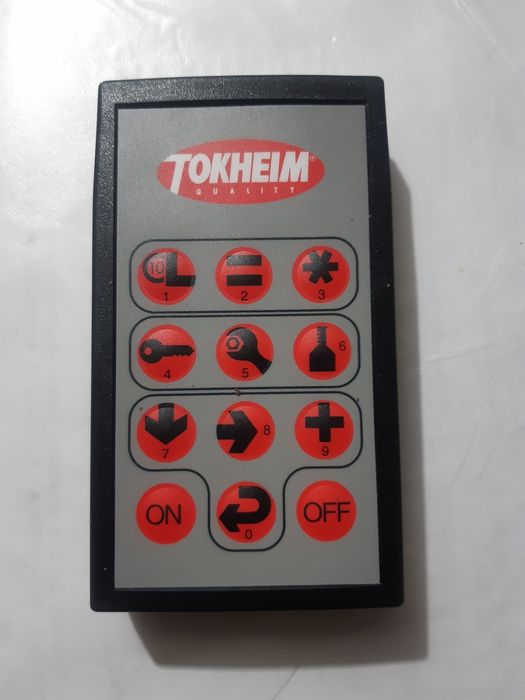 TOKHEIM®
QUALITY
10 L
1 2 3
4 5 6
7 8 9
ON 0 OFF